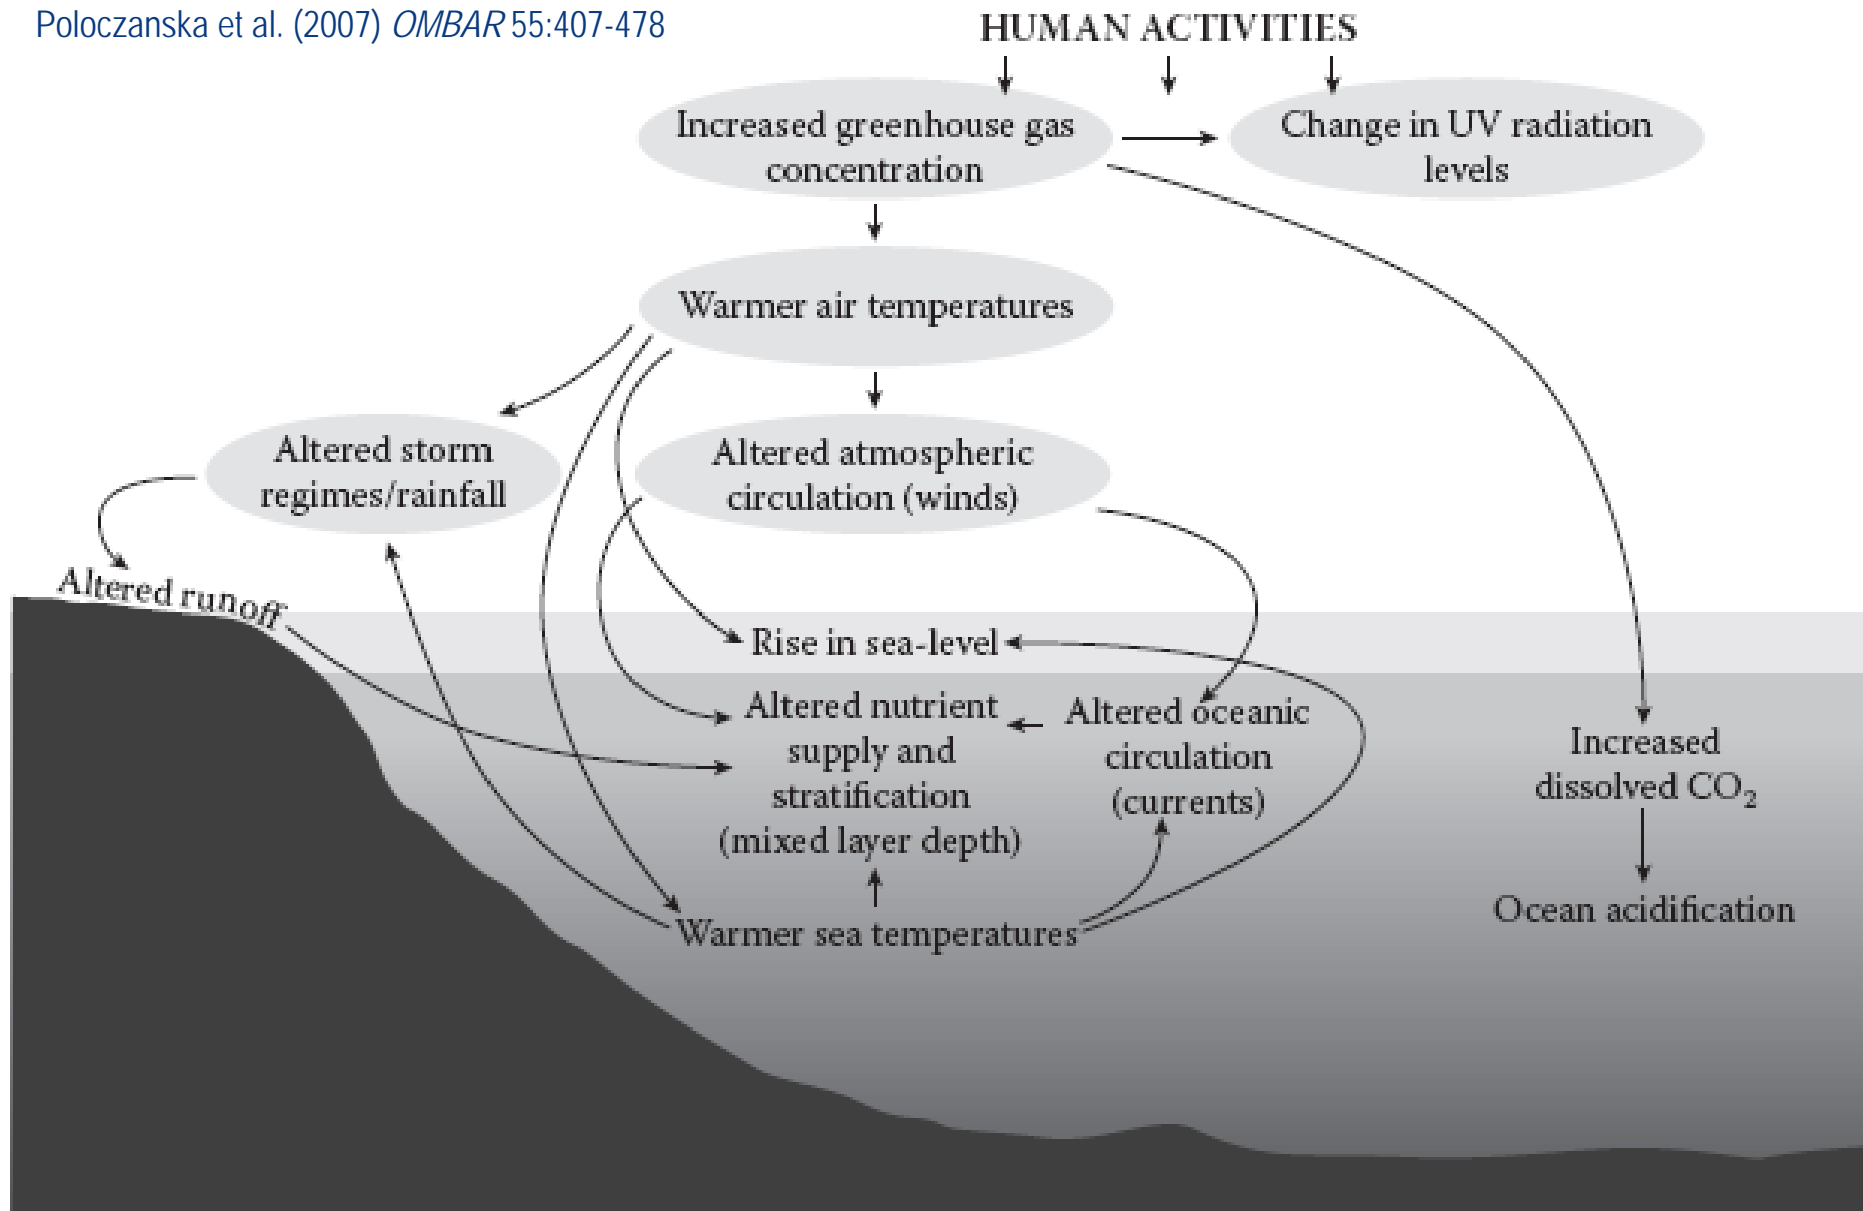 Poloczanska et al. (2007) OMBAR 55:407-478
HUMAN ACTIVITIES
Increased greenhouse gas
concentration
Change in UV radiation
levels
Warmer air temperatures
Altered storm
regimes/rainfall
Altered atmospheric
circulation (winds)
Altered runoff
Rise in sea-level
Altered nutrient
supply and
stratification
(mixed layer depth)
Altered oceanic
circulation
(currents)
Increased
dissolved CO₂
Warmer sea temperatures
Ocean acidification